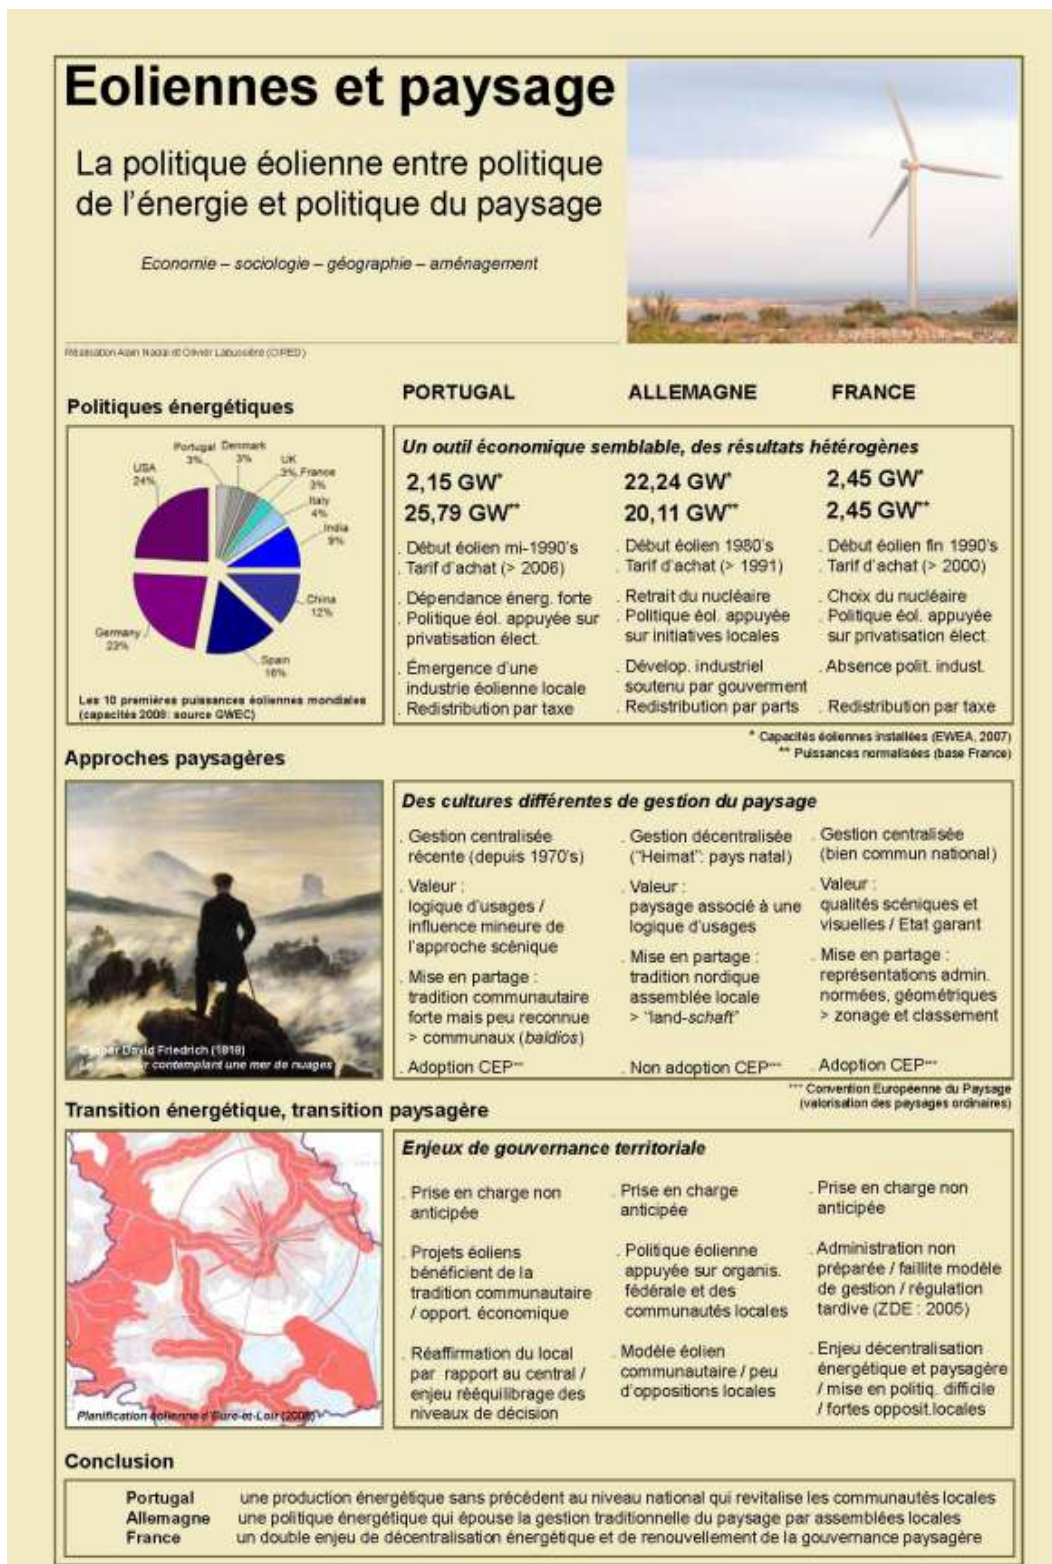 Eoliennes et paysage
La politique éolienne entre politique
de l'énergie et politique du paysage
Economie – sociologie – géographie – aménagement
Réalisation Alain Nadaï et Olivier Labussière (CIRED)
Politiques énergétiques
PORTUGAL
ALLEMAGNE
FRANCE
Portugal
3%
Denmark
3%
UK
3%
France
3%
Italy
4%
India
9%
China
12%
Spain
16%
Germany
23%
USA
24%
Les 10 premières puissances éoliennes mondiales
(capacités 2008: source GWEC)
Un outil économique semblable, des résultats hétérogènes
2,15 GW*
25,79 GW**
. Début éolien mi-1990's
. Tarif d'achat (> 2006)
. Dépendance énerg. forte
. Politique éol. appuyée sur
privatisation élect.
. Émergence d'une
industrie éolienne locale
. Redistribution par taxe
22,24 GW*
20,11 GW**
. Début éolien 1980's
. Tarif d'achat (> 1991)
. Retrait du nucléaire
. Politique éol. appuyée
sur initiatives locales
. Dévelop. industriel
soutenu par gouverment
. Redistribution par parts
2,45 GW*
2,45 GW**
. Début éolien fin 1990's
. Tarif d'achat (> 2000)
. Choix du nucléaire
. Politique éol. appuyée
sur privatisation élect.
. Absence polit. indust.
. Redistribution par taxe
* Capacités éoliennes installées (EWEA, 2007)
** Puissances normalisées (base France)
Approches paysagères
Casper David Friedrich (1818)
Le contemplant une mer de nuages
Des cultures différentes de gestion du paysage
. Gestion centralisée
récente (depuis 1970's)
. Valeur :
logique d'usages /
influence mineure de
l'approche scénique
. Mise en partage :
tradition communautaire
forte mais peu reconnue
> communaux (baldios)
. Adoption CEP***
. Gestion décentralisée
("Heimat": pays natal)
. Valeur :
paysage associé à une
logique d'usages
. Mise en partage :
tradition nordique
assemblée locale
> "land-schaft"
. Non adoption CEP***
. Gestion centralisée
(bien commun national)
. Valeur :
qualités scéniques et
visuelles / Etat garant
. Mise en partage :
représentations admin.
normées, géométriques
> zonage et classement
. Adoption CEP***
*** Convention Européenne du Paysage
(valorisation des paysages ordinaires)
Transition énergétique, transition paysagère
Planification éolienne d'Eure-et-Loir
Enjeux de gouvernance territoriale
. Prise en charge non
anticipée
. Projets éoliens
bénéficient de la
tradition communautaire
/ opport. économique
. Réaffirmation du local
par rapport au central /
enjeu rééquilibrage des
niveaux de décision
. Prise en charge
anticipée
. Politique éolienne
appuyée sur organis.
fédérale et des
communautés locales
. Modèle éolien
communautaire / peu
d'oppositions locales
. Prise en charge non
anticipée
. Administration non
préparée / faillite modèle
de gestion / régulation
tardive (ZDE : 2005)
. Enjeu décentralisation
énergétique et paysagère
/ mise en politiq. difficile
/ fortes opposit.locales
Conclusion
Portugal une production énergétique sans précédent au niveau national qui revitalise les communautés locales
Allemagne une politique énergétique qui épouse la gestion traditionnelle du paysage par assemblées locales
France un double enjeu de décentralisation énergétique et de renouvellement de la gouvernance paysagère